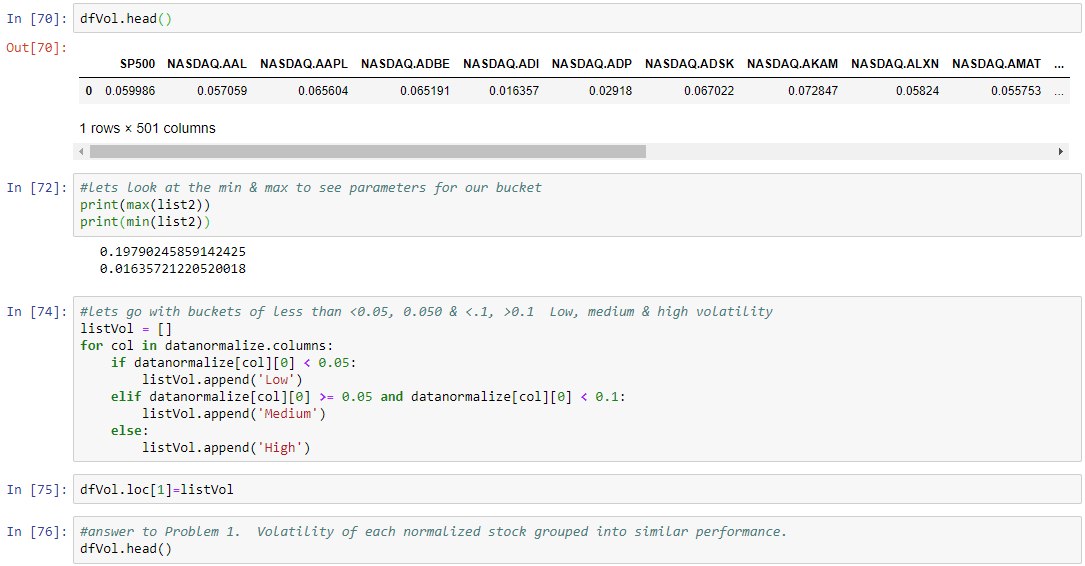 In [70]: dfVol.head()
Out[70]:
SP500 NASDAQ.AAL NASDAQ.AAPL NASDAQ.ADBE NASDAQ.ADI NASDAQ.ADP NASDAQ.ADSK NASDAQ.AKAM NASDAQ.ALXN NASDAQ.AMAT ...
0 0.059986 0.057059 0.065604 0.065191 0.016357 0.02918 0.067022 0.072847 0.05824 0.055753 ...
1 rows × 501 columns
In [72]: #lets look at the min & max to see parameters for our bucket
print(max(list2))
print(min(list2))
0.19790245859142425
0.01635721220520018
In [74]: #lets go with buckets of less than <0.05, 0.050 & <.1, >0.1  Low, medium & high volatility
listVol = []
for col in datanormalize.columns:
    if datanormalize[col][0] < 0.05:
        listVol.append('Low')
    elif datanormalize[col][0] >= 0.05 and datanormalize[col][0] < 0.1:
        listVol.append('Medium')
    else:
        listVol.append('High')
In [75]: dfVol.loc[1]=listVol
In [76]: #answer to Problem 1.  Volatility of each normalized stock grouped into similar performance.
dfVol.head()